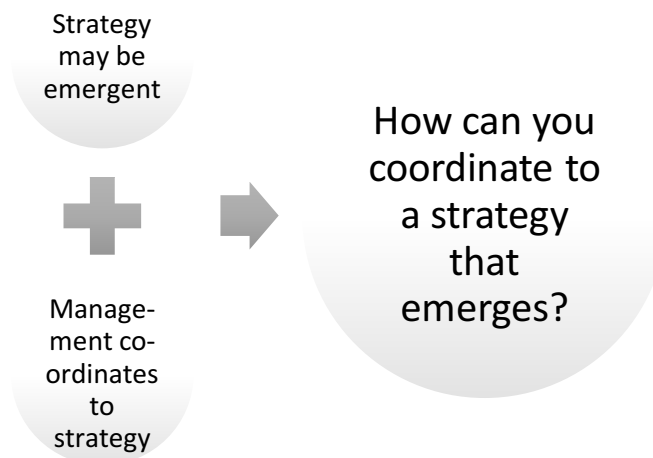 Strategy
may be
emergent
Manage-
ment co-
ordinates
to
strategy
How can you
coordinate to
a strategy
that
emerges?